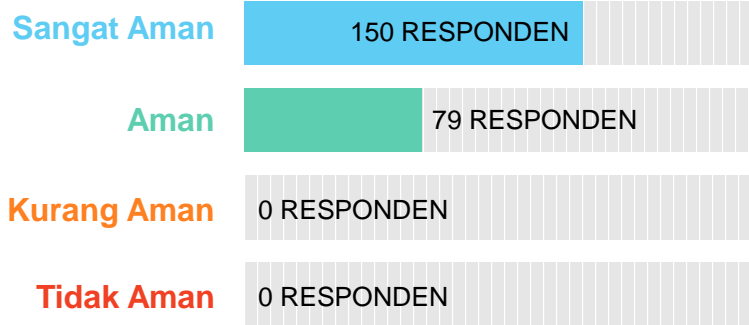 Sangat Aman 150 RESPONDEN
Aman 79 RESPONDEN
Kurang Aman 0 RESPONDEN
Tidak Aman 0 RESPONDEN